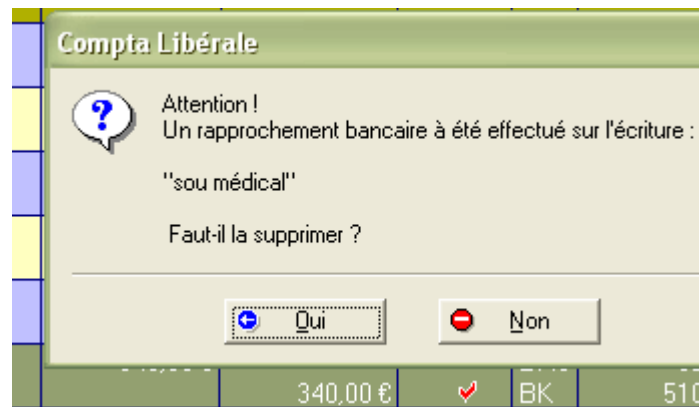 Compta Libérale
Attention !
Un rapprochement bancaire à été effectué sur l'écriture :
"sou médical"
Faut-il la supprimer ?
Oui Non
340,00 € BK 510